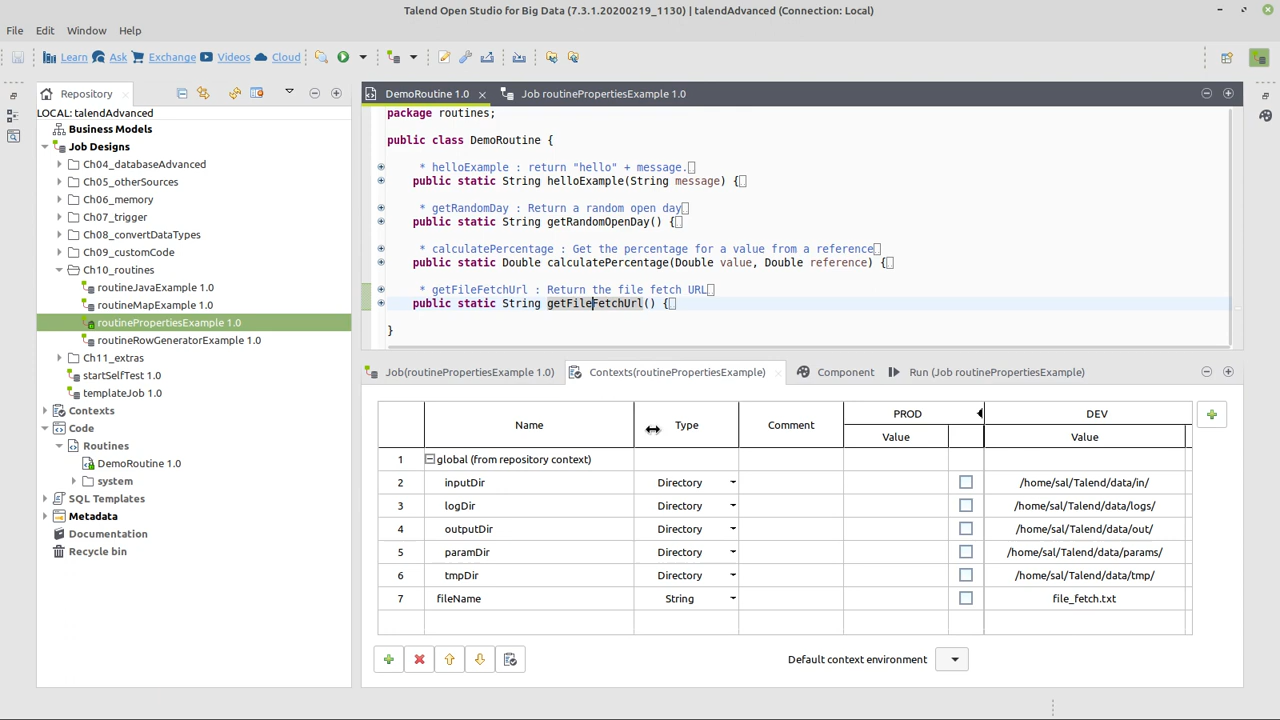 Talend Open Studio for Big Data (7.3.1.20200219_1130) | talendAdvanced (Connection: Local)
File Edit Window Help
Learn Ask Exchange Videos Cloud
Repository
LOCAL: talendAdvanced
Business Models
Job Designs
Ch04_databaseAdvanced
Ch05_otherSources
Ch06_memory
Ch07_trigger
Ch08_convertDataTypes
Ch09_customCode
Ch10_routines
routineJavaExample 1.0
routineMapExample 1.0
routinePropertiesExample 1.0
routineRowGeneratorExample 1.0
Ch11_extras
startSelfTest 1.0
templateJob 1.0
Contexts
Code
Routines
DemoRoutine 1.0
system
SQL Templates
Metadata
Documentation
Recycle bin
DemoRoutine 1.0 Job routinePropertiesExample 1.0
package routines;
public class DemoRoutine {
* helloExample : return "hello" + message.
public static String helloExample(String message) {
* getRandomDay : Return a random open day
public static String getRandomOpenDay() {
* calculatePercentage : Get the percentage for a value from a reference
public static Double calculatePercentage(Double value, Double reference) {
* getFileFetchUrl : Return the file fetch URL
public static String getFileFetchUrl() {
}
Job(routinePropertiesExample 1.0) Contexts(routinePropertiesExample) Component Run (Job routinePropertiesExample)
Name Type Comment PROD DEV
Value Value
1 global (from repository context)
2 inputDir Directory /home/sal/Talend/data/in/
3 logDir Directory /home/sal/Talend/data/logs/
4 outputDir Directory /home/sal/Talend/data/out/
5 paramDir Directory /home/sal/Talend/data/params/
6 tmpDir Directory /home/sal/Talend/data/tmp/
7 fileName String file_fetch.txt
Default context environment